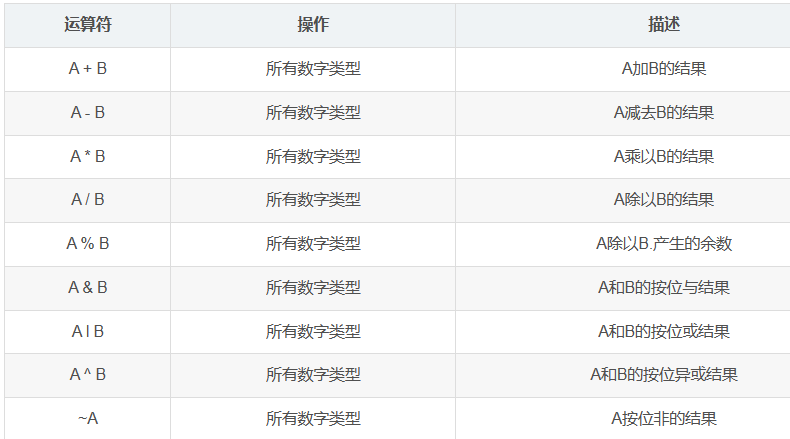 运算符 操作 描述
A + B 所有数字类型 A加B的结果
A - B 所有数字类型 A减去B的结果
A * B 所有数字类型 A乘以B的结果
A / B 所有数字类型 A除以B的结果
A % B 所有数字类型 A除以B.产生的余数
A & B 所有数字类型 A和B的按位与结果
A | B 所有数字类型 A和B的按位或结果
A ^ B 所有数字类型 A和B的按位异或结果
~A 所有数字类型 A按位非的结果